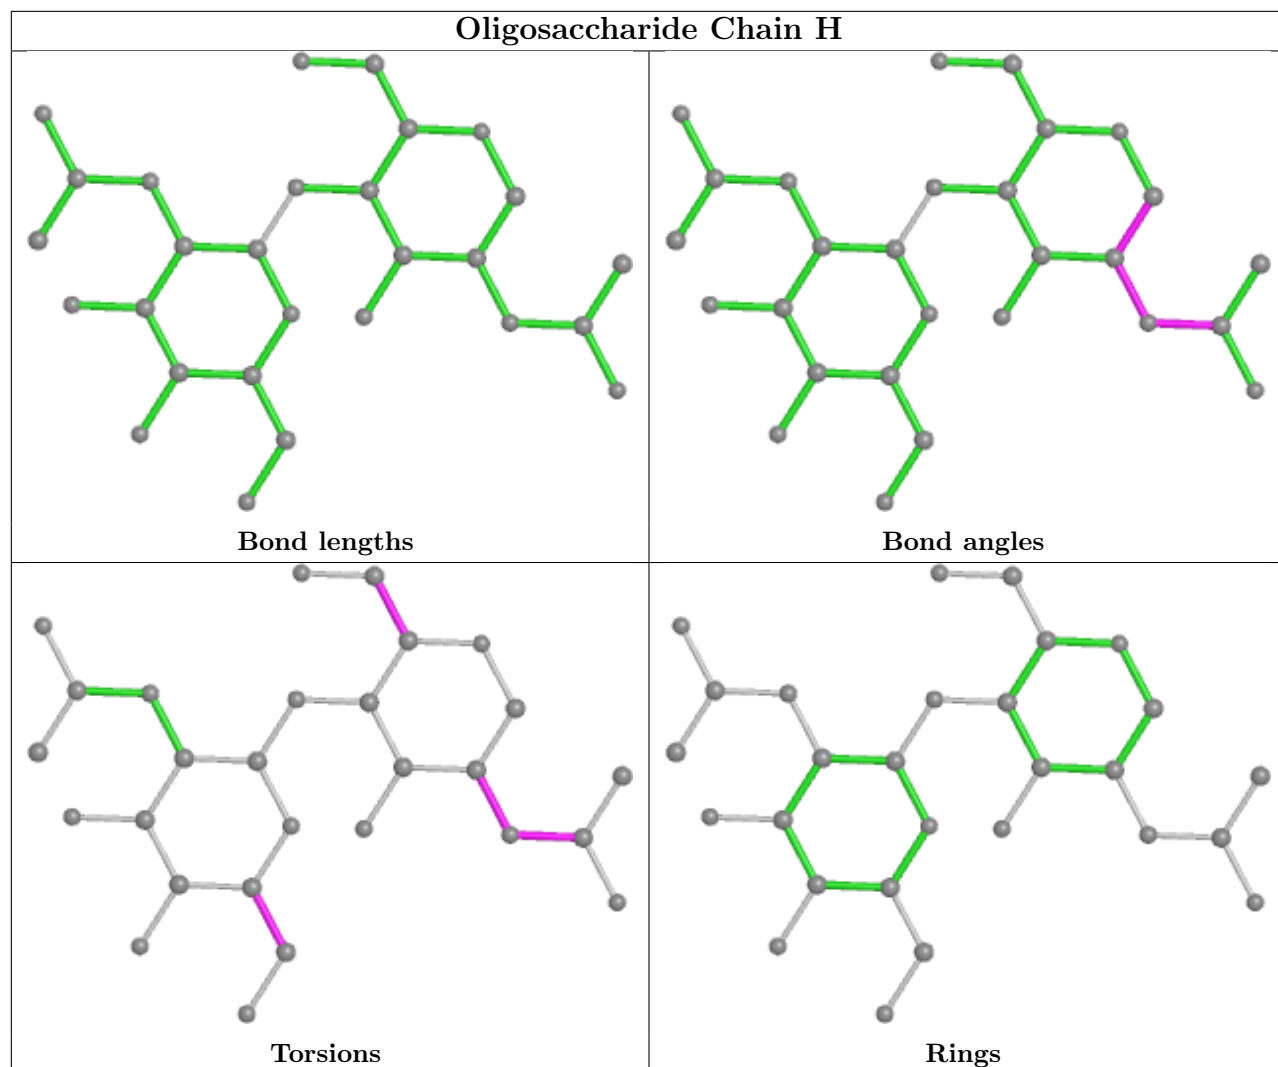 Oligosaccharide Chain H
Bond lengths
Bond angles
Torsions
Rings